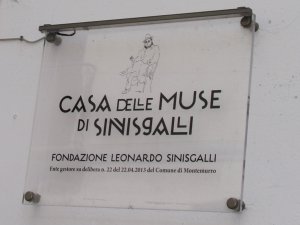 CASA DELLE MUSE
DI SINISGALLI
FONDAZIONE LEONARDO SINISGALLI
Ente gestore su delibera n. 22 del 22.04.2013 del Comune di Montemurro